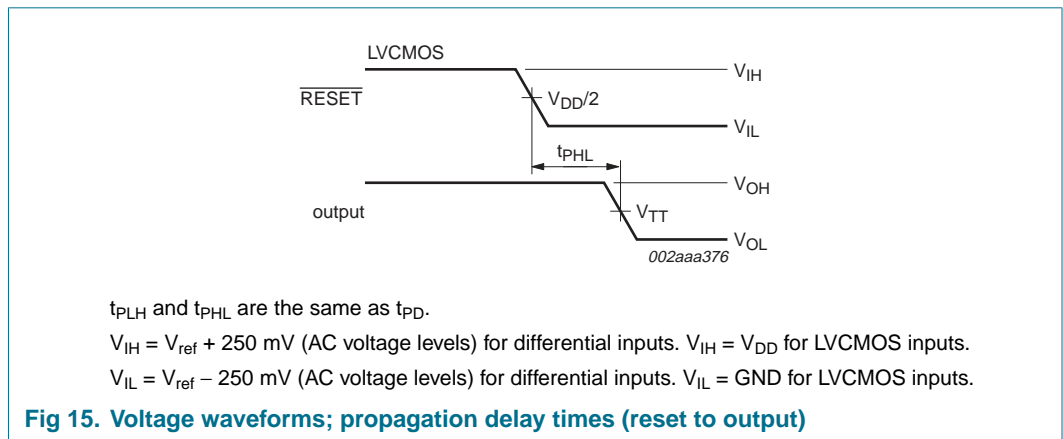 LVCMOS
VIH
RESET
VDD/2
VIL
tPHL
VOH
output
VTT
VOL
002aaa376
tPLH and tPHL are the same as tPD.
VIH = Vref + 250 mV (AC voltage levels) for differential inputs. VIH = VDD for LVCMOS inputs.
VIL = Vref − 250 mV (AC voltage levels) for differential inputs. VIL = GND for LVCMOS inputs.
Fig 15. Voltage waveforms; propagation delay times (reset to output)